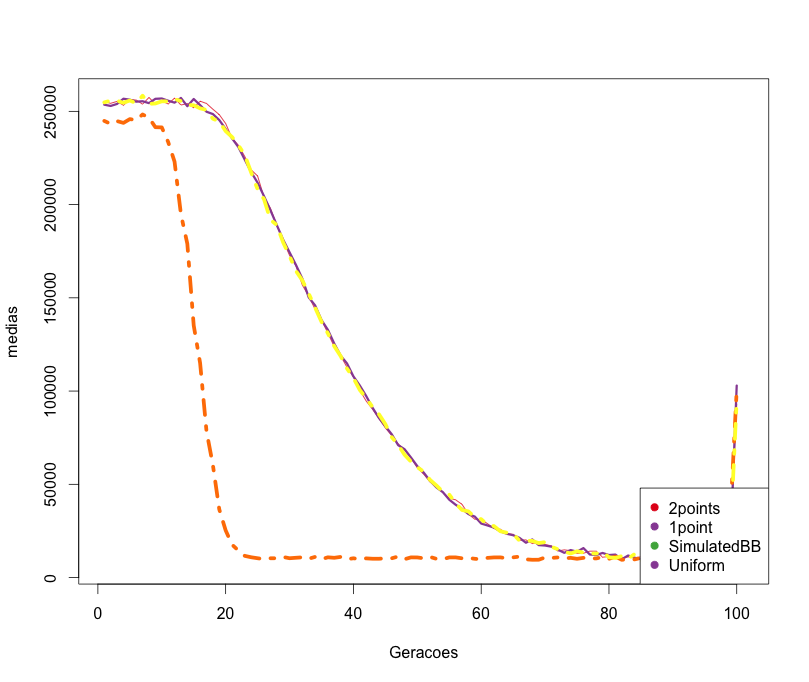 250000
200000
150000
100000
50000
0
medias
2points
1point
SimulatedBB
Uniform
0 20 40 60 80 100
Geracoes